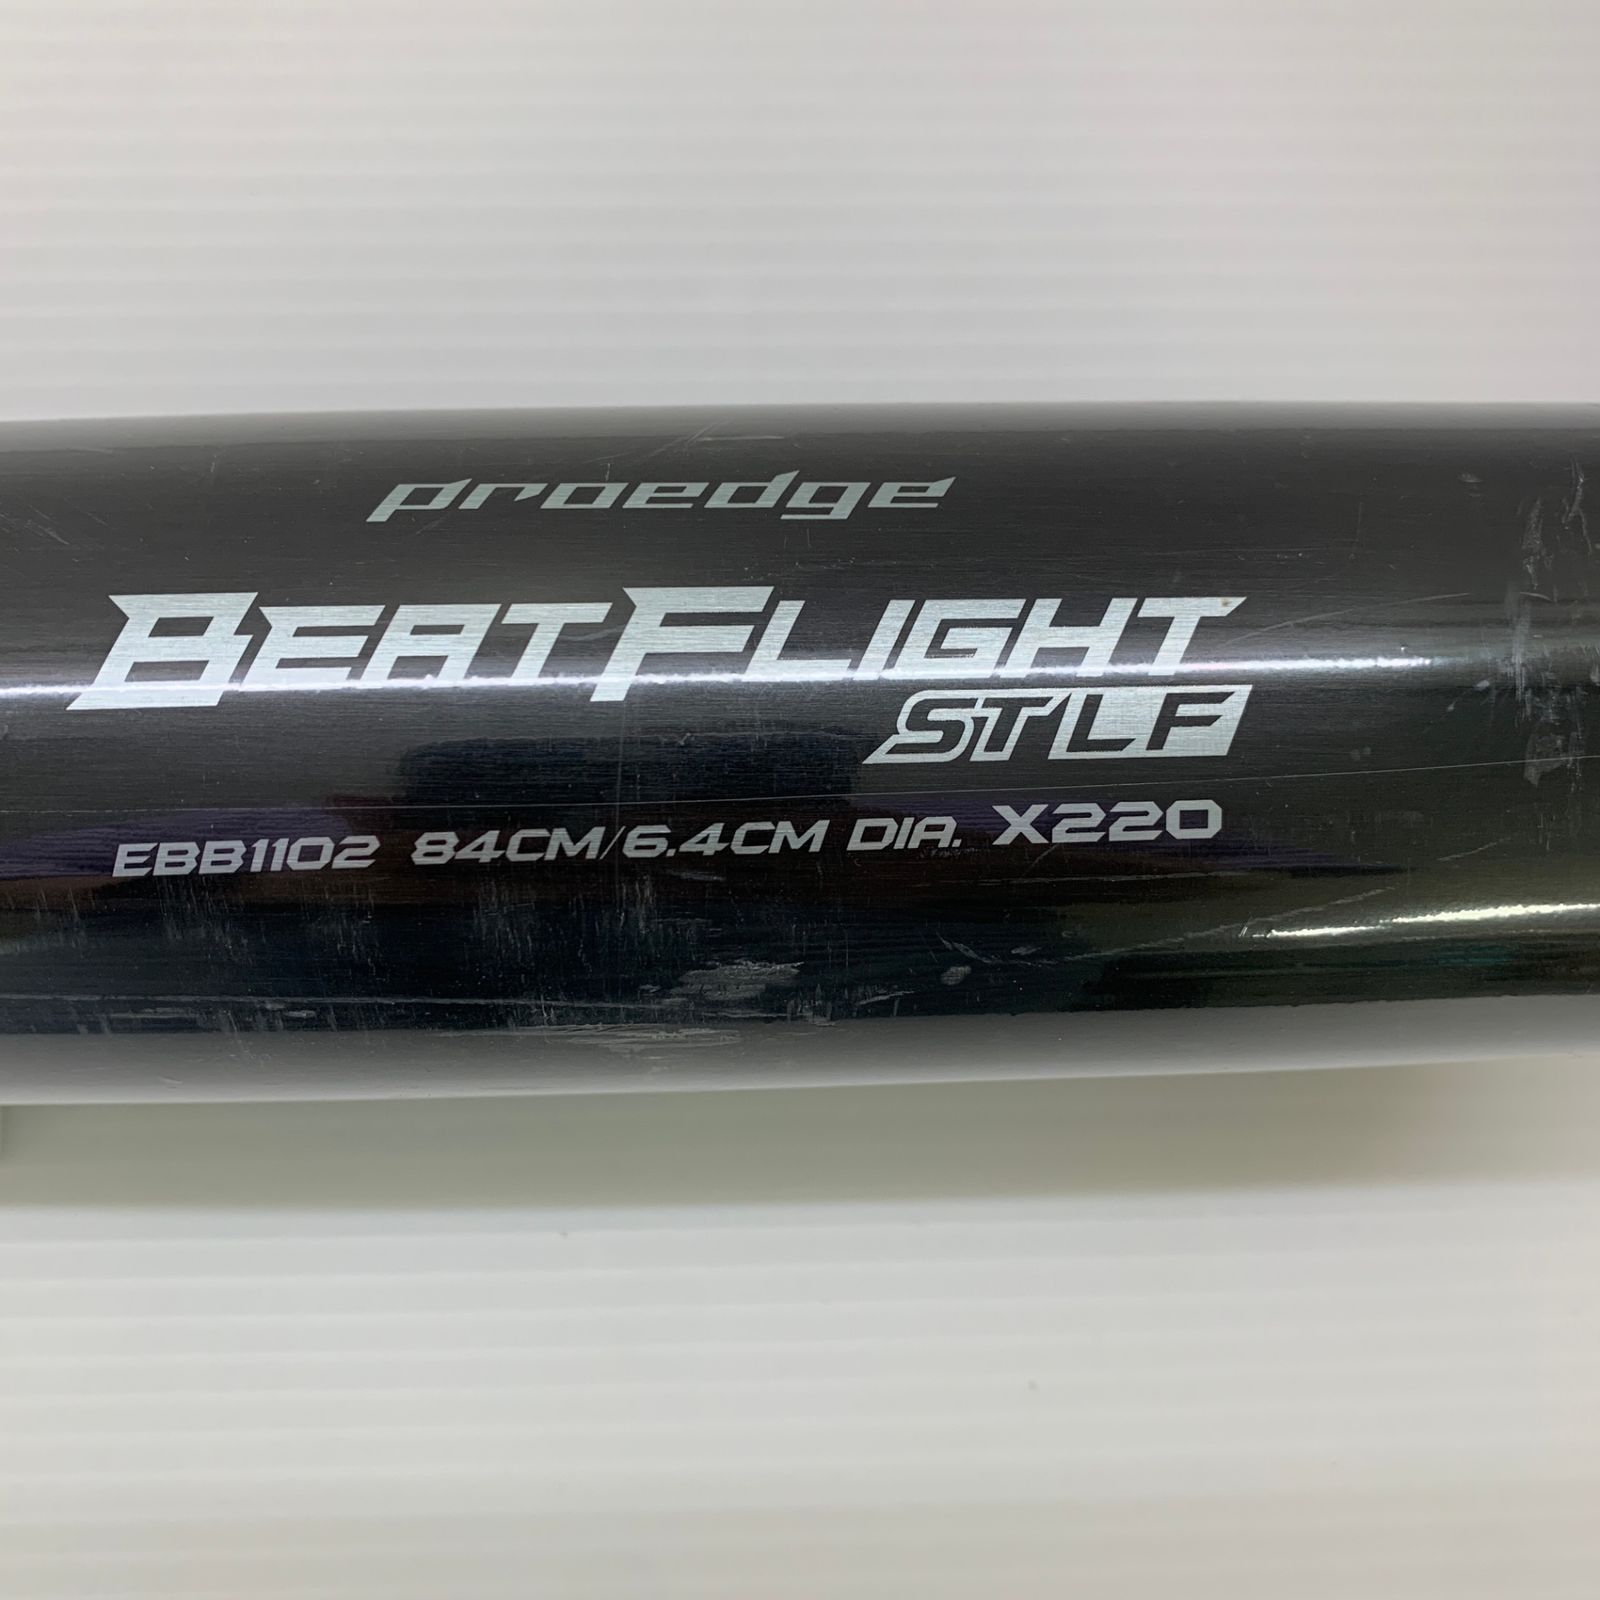 proedge
BEATFLIGHT
STLF
EBB1102 84CM/6.4CM DIA. X220